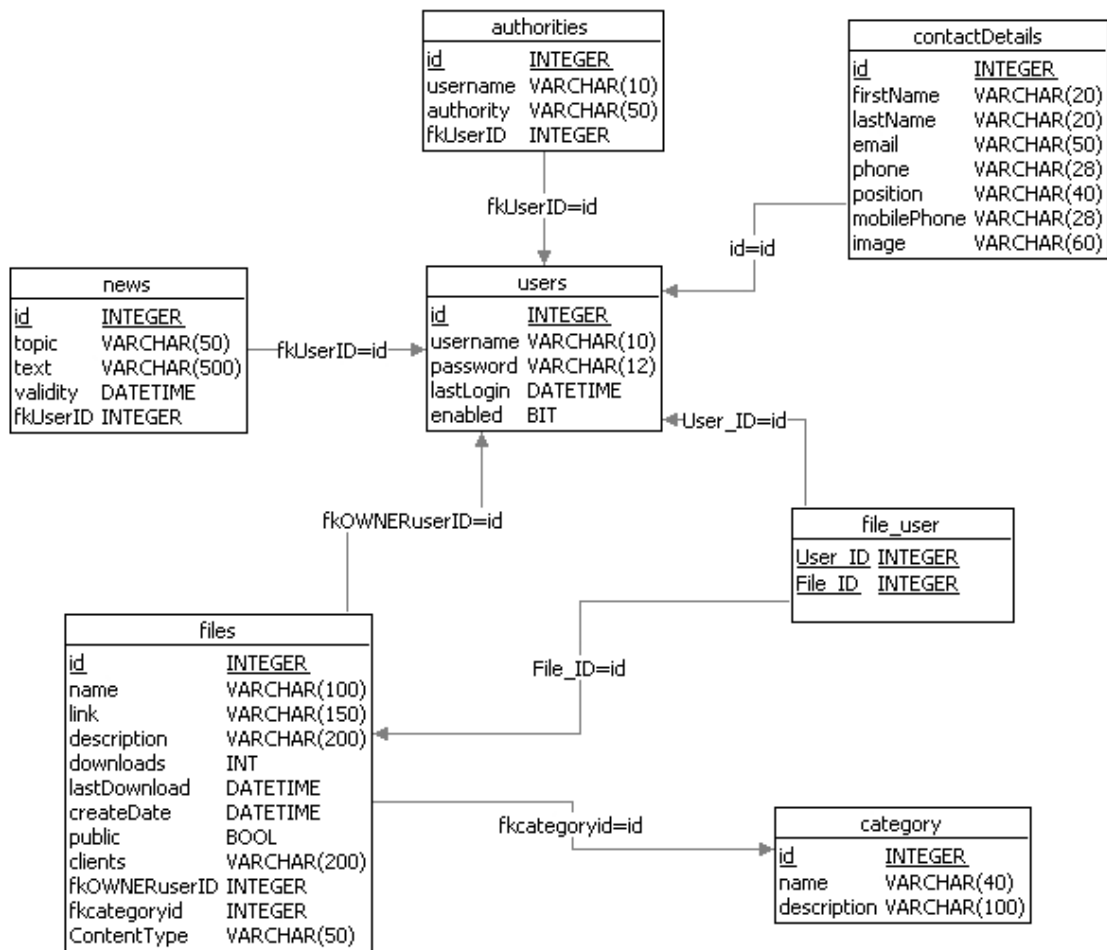 authorities
id INTEGER
username VARCHAR(10)
authority VARCHAR(50)
fkUserID INTEGER
contactDetails
id INTEGER
firstName VARCHAR(20)
lastName VARCHAR(20)
email VARCHAR(50)
phone VARCHAR(28)
position VARCHAR(40)
mobilePhone VARCHAR(28)
image VARCHAR(60)
fkUserID=id
id=id
news
id INTEGER
topic VARCHAR(50)
text VARCHAR(500)
validity DATETIME
fkUserID INTEGER
fkUserID=id
users
id INTEGER
username VARCHAR(10)
password VARCHAR(12)
lastLogin DATETIME
enabled BIT
User_ID=id
fkOWNERuserID=id
file_user
User_ID INTEGER
File_ID INTEGER
files
id INTEGER
name VARCHAR(100)
link VARCHAR(150)
description VARCHAR(200)
downloads INT
lastDownload DATETIME
createDate DATETIME
public BOOL
clients VARCHAR(200)
fkOWNERuserID INTEGER
fkcategoryid INTEGER
ContentType VARCHAR(50)
File_ID=id
fkcategoryid=id
category
id INTEGER
name VARCHAR(40)
description VARCHAR(100)